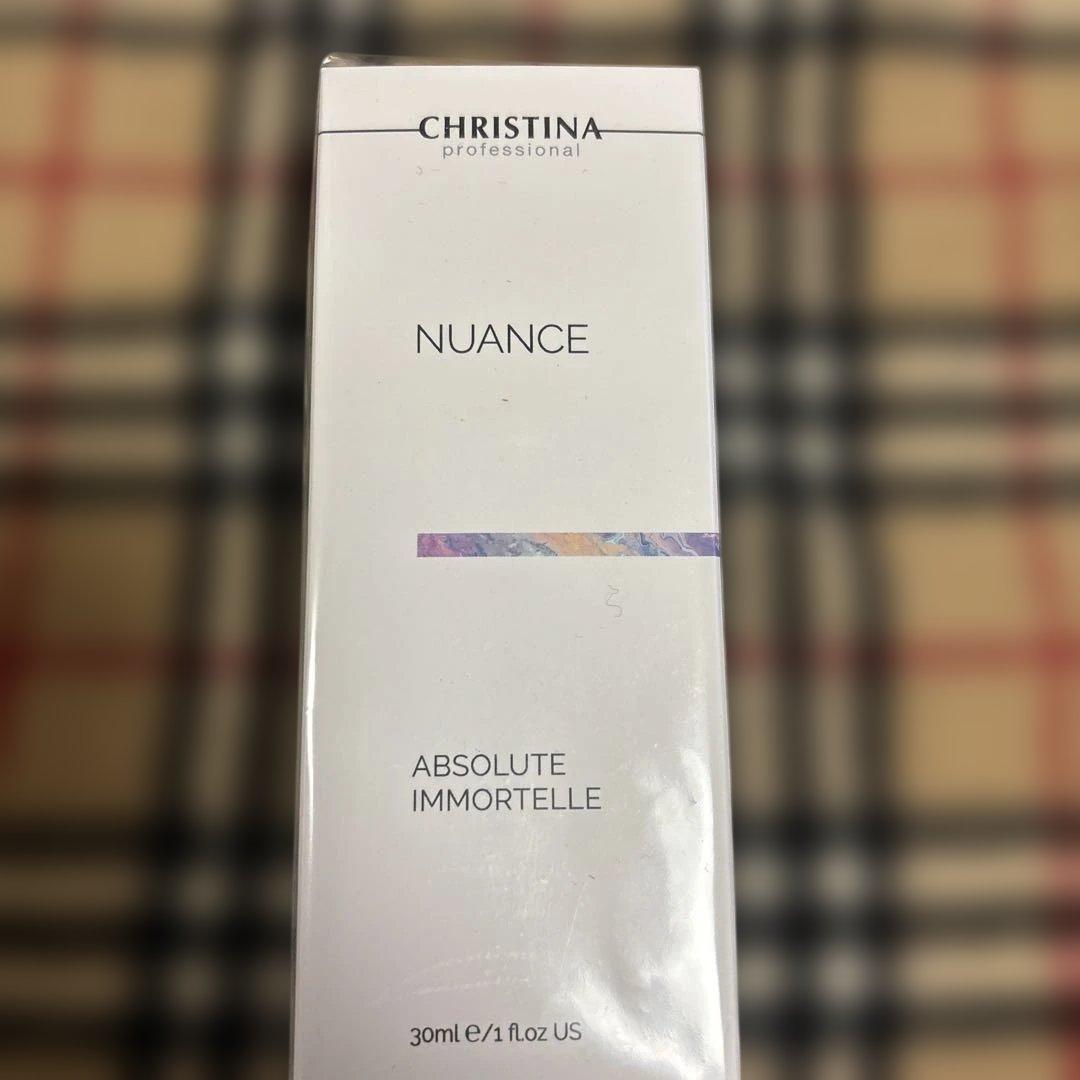 CHRISTINA
professional
NUANCE
ABSOLUTE
IMMORTELLE
30ml ℮/1 fl.oz US